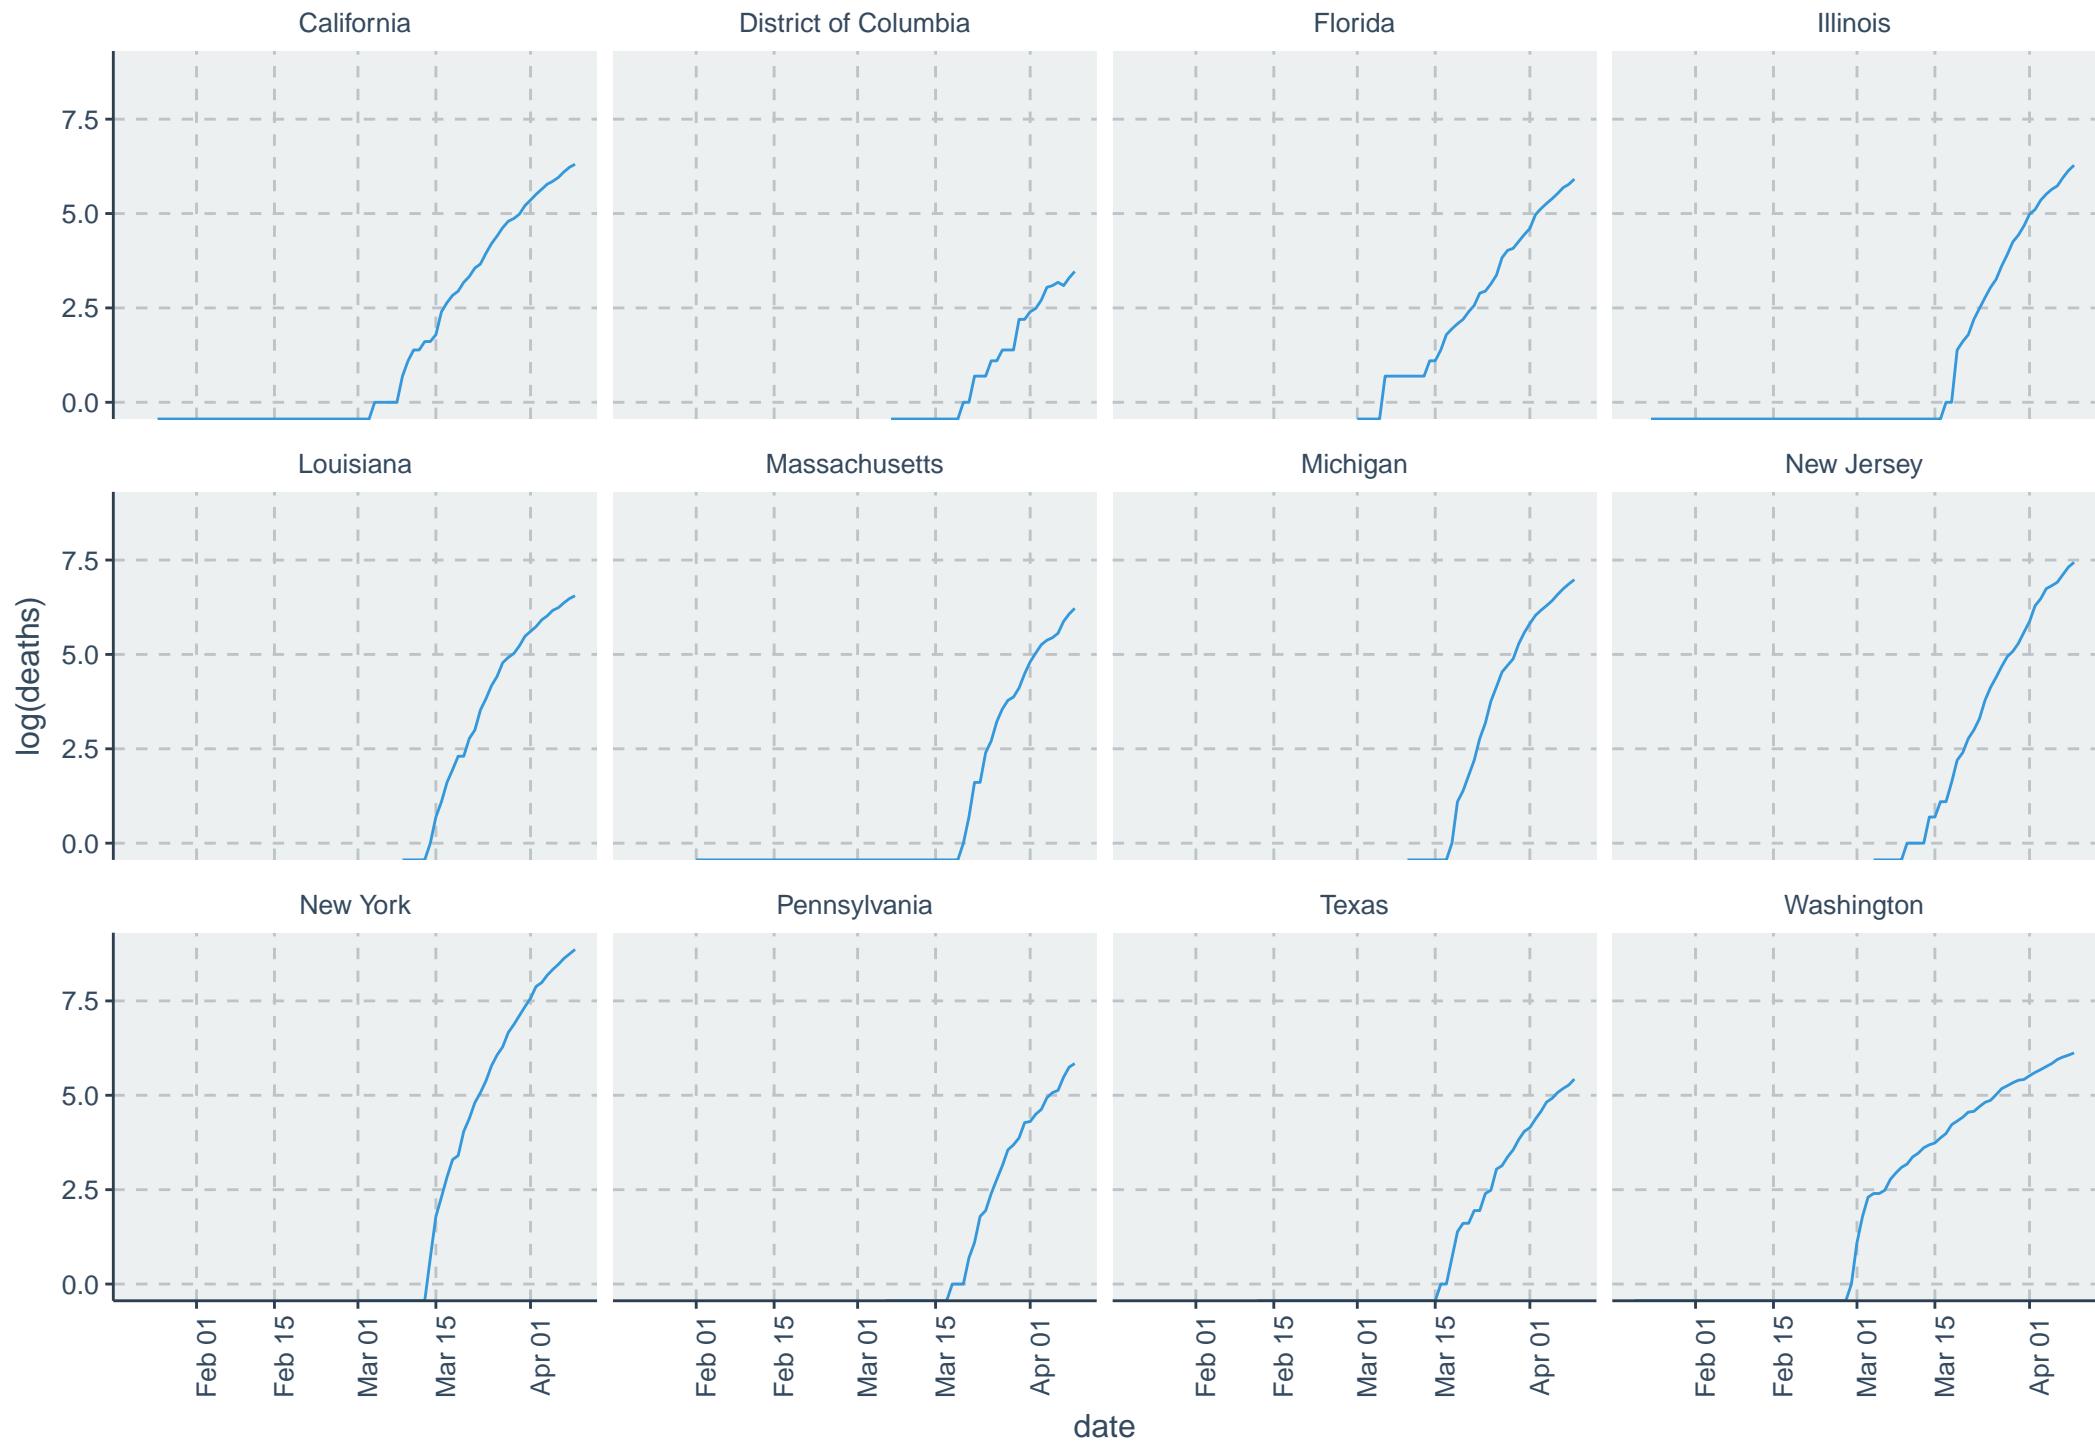 California District of Columbia Florida Illinois
7.5
5.0
2.5
0.0
Louisiana Massachusetts Michigan New Jersey
7.5
5.0
2.5
0.0
log(deaths)
New York Pennsylvania Texas Washington
7.5
5.0
2.5
0.0
Feb 01 Feb 15 Mar 01 Mar 15 Apr 01 Feb 01 Feb 15 Mar 01 Mar 15 Apr 01 Feb 01 Feb 15 Mar 01 Mar 15 Apr 01 Feb 01 Feb 15 Mar 01 Mar 15 Apr 01
date